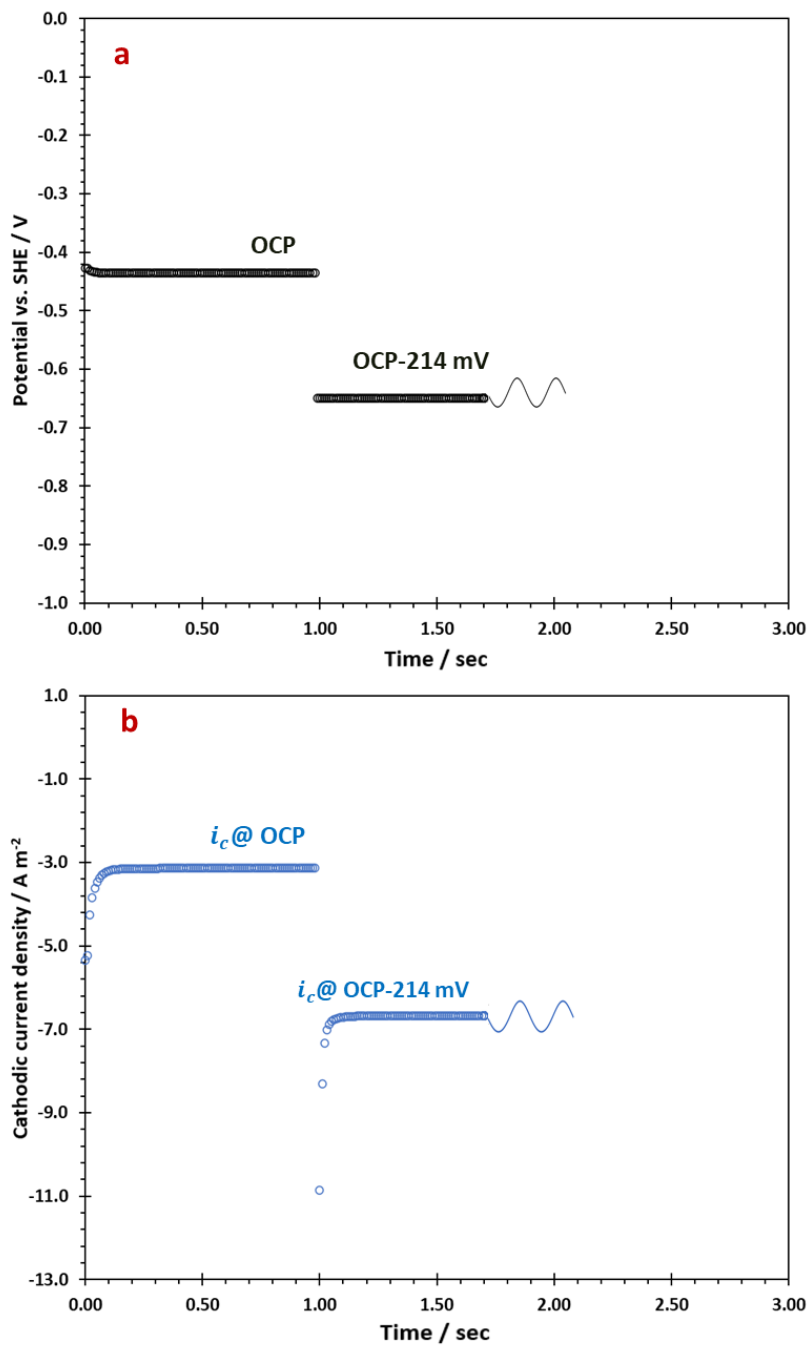 0.0
a
-0.1
-0.2
-0.3
-0.4
OCP
-0.5
-0.6
OCP-214 mV
-0.7
-0.8
-0.9
-1.0
Potential vs. SHE / V
0.00 0.50 1.00 1.50 2.00 2.50 3.00
Time / sec
1.0
b
-1.0
-3.0
i_c@ OCP
-5.0
i_c@ OCP-214 mV
-7.0
-9.0
-11.0
-13.0
Cathodic current density / A m⁻²
0.00 0.50 1.00 1.50 2.00 2.50 3.00
Time / sec